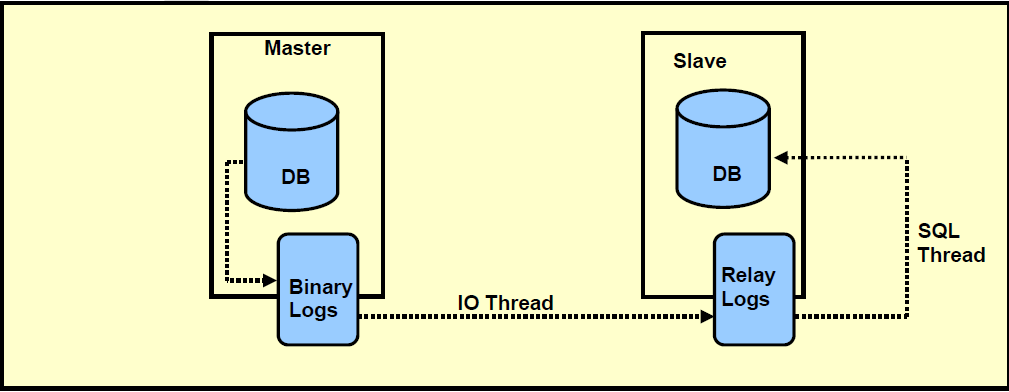 Master
Slave
DB
DB
SQL
Thread
Binary
Logs
Relay
Logs
IO Thread